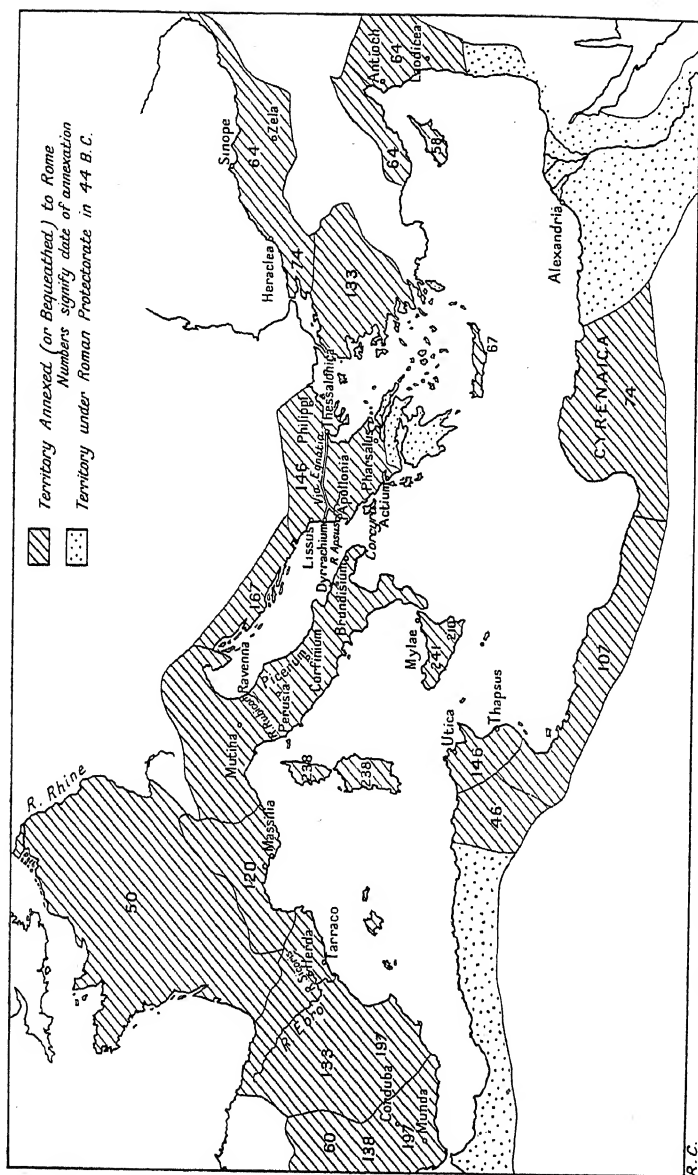 Territory Annexed (or Bequeathed) to Rome
Numbers signify date of annexation
Territory under Roman Protectorate in 44 B.C.
R. Rhine
50
120
Massilia
R. Sicoris
Ilerda
Tarraco
R. Ebro
133
197
60
138
Conduba
197
Munda
Mutina
Ravenna
R. Rubicon
Picenum
Perusia
Corfinium
Brundisium
238
238
Mylae
241
210
167
Lissus
Dyrrachium
R Apsus
Corcyra
Actium
Apollonia
Pharsalus
Via Egnatia
146
Philippi
Thessalonica
Heraclea
74
133
Sinope
64
Zela
64
58
Antioch
64
Laodicea
67
Alexandria
CYRENAICA
74
107
Utica
146
Thapsus
46
R.C.